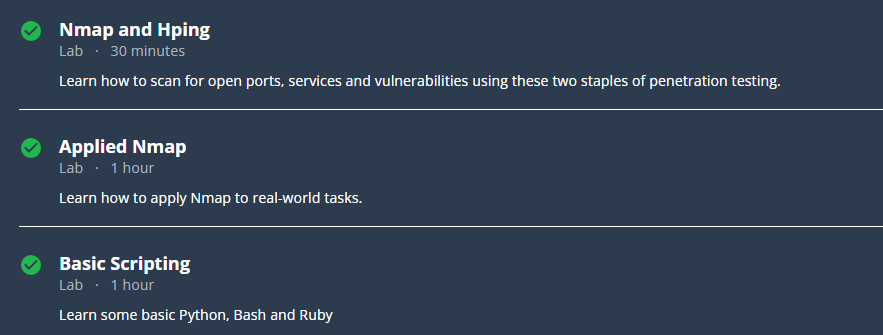 Nmap and Hping
Lab · 30 minutes
Learn how to scan for open ports, services and vulnerabilities using these two staples of penetration testing.
Applied Nmap
Lab · 1 hour
Learn how to apply Nmap to real-world tasks.
Basic Scripting
Lab · 1 hour
Learn some basic Python, Bash and Ruby